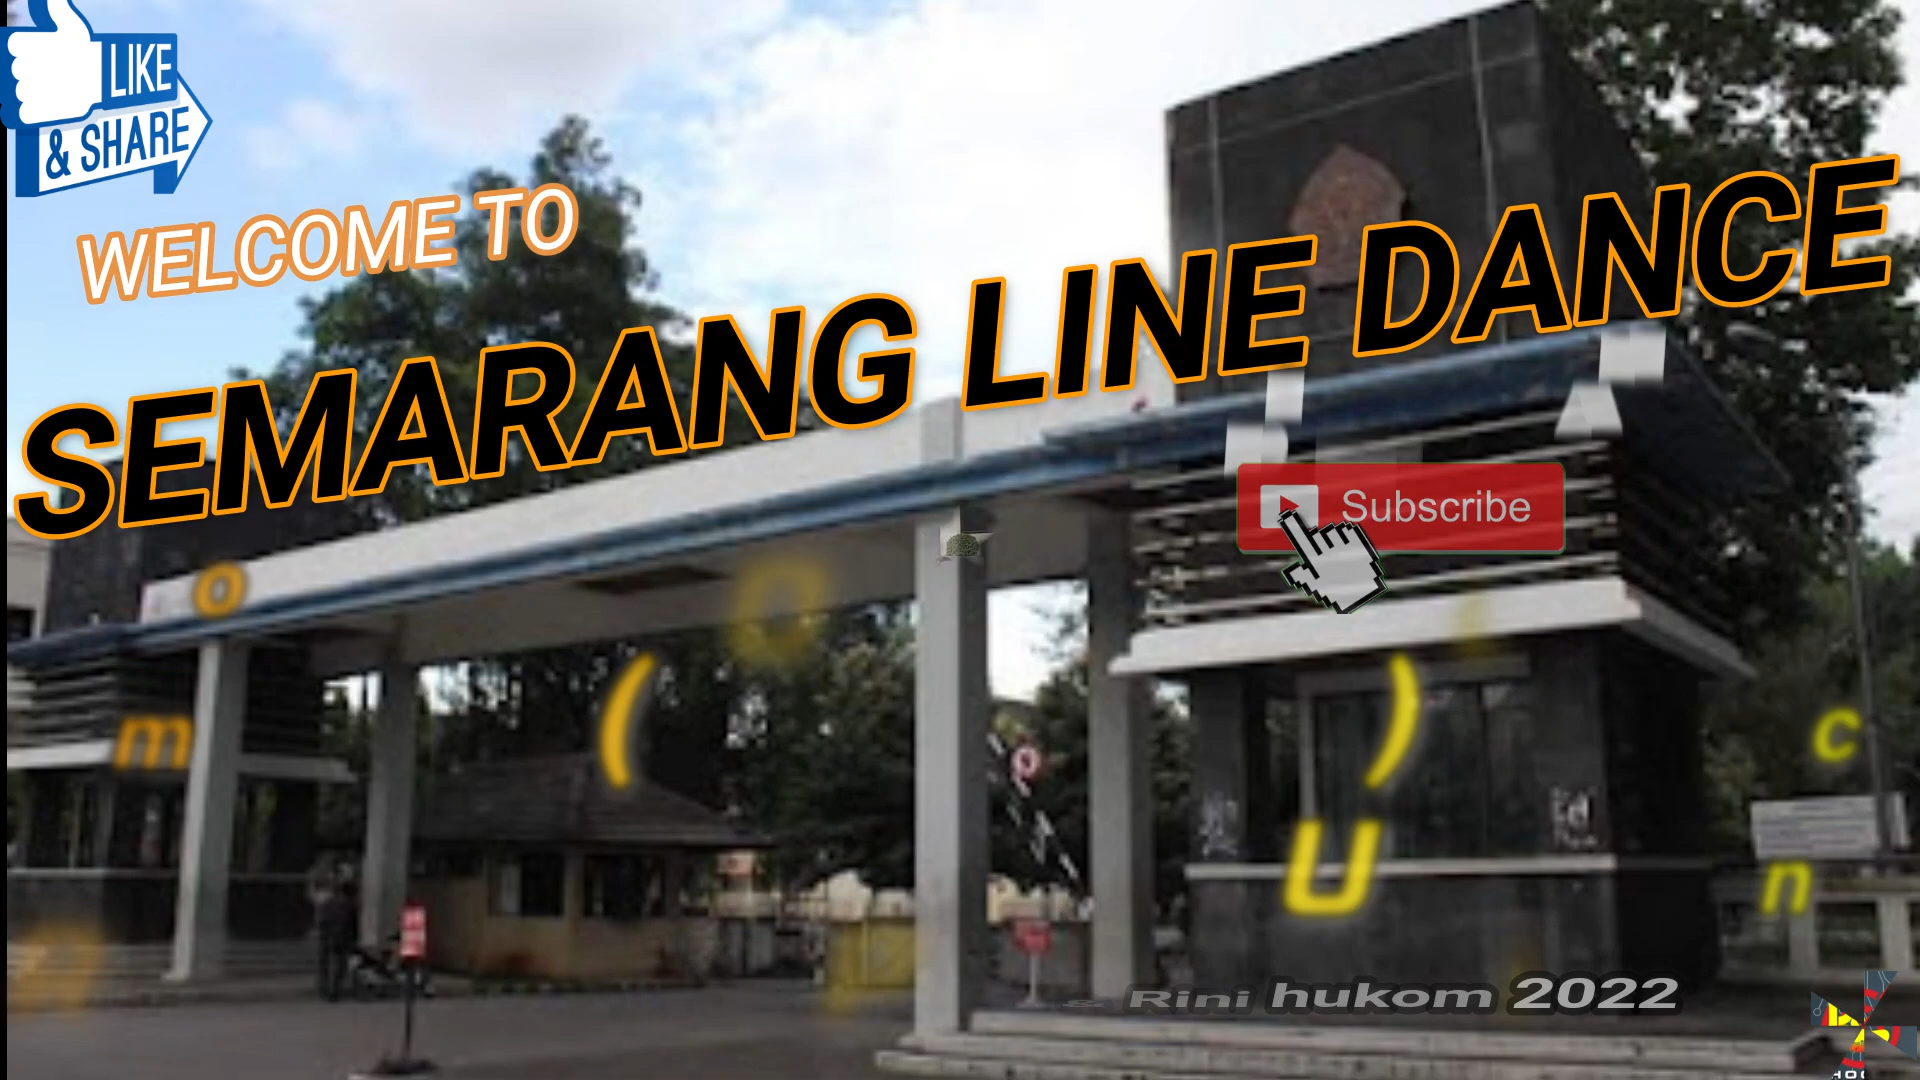 LIKE
& SHARE
WELCOME TO
SEMARANG LINE DANCE
Subscribe
o
m
(
)
c
U
n
& Rini hukom 2022